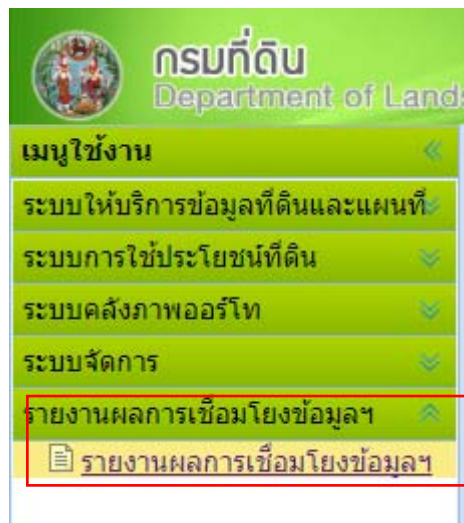 กรมที่ดิน
Department of Lands
เมนูใช้งาน
ระบบให้บริการข้อมูลที่ดินและแผนที่
ระบบการใช้ประโยชน์ที่ดิน
ระบบคลังภาพออร์โท
ระบบจัดการ
รายงานผลการเชื่อมโยงข้อมูลฯ
รายงานผลการเชื่อมโยงข้อมูลฯ